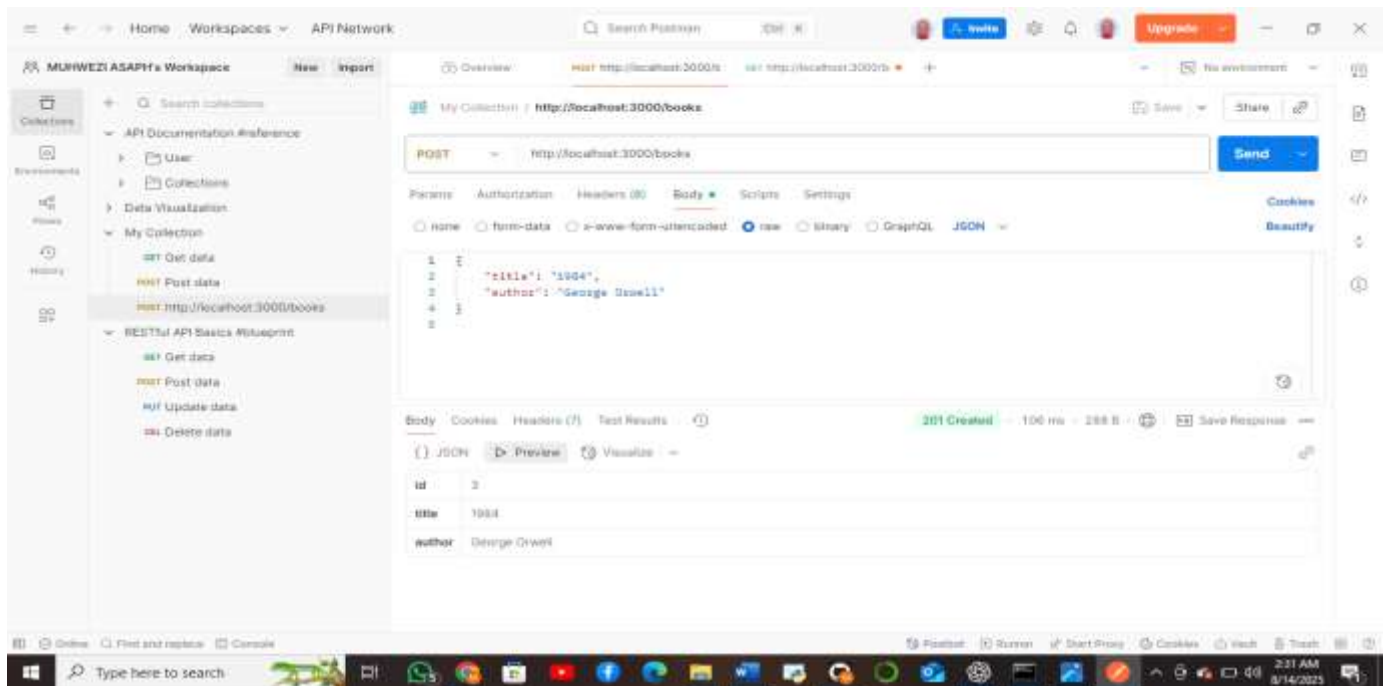 Home Workspaces API Network Search Postman Ctrl K Invite Upgrade
MUHWEZI ASAPH's Workspace New Import Overview POST http://localhost:3000/b GET http://localhost:3000/b No environment
Collections Search collections My Collection / http://localhost:3000/books Save Share
API Documentation #reference
User POST http://localhost:3000/books Send
Environments
Collections
Data Visualization Params Authorization Headers (8) Body Scripts Settings Cookies
Flows
My Collection none form-data x-www-form-urlencoded raw binary GraphQL JSON Beautify
GET Get data 1 {
History
POST Post data 2 "title": "1984",
3 "author": "George Orwell"
POST http://localhost:3000/books 4 }
5
RESTful API Basics #blueprint
GET Get data
POST Post data
PUT Update data
DEL Delete data
Body Cookies Headers (7) Test Results 201 Created 106 ms 288 B Save Response
{} JSON Preview Visualize
id 3
title 1984
author George Orwell
Online Find and replace Console Postbot Runner Start Proxy Cookies Vault Trash
Type here to search 2:31 AM
8/14/2025